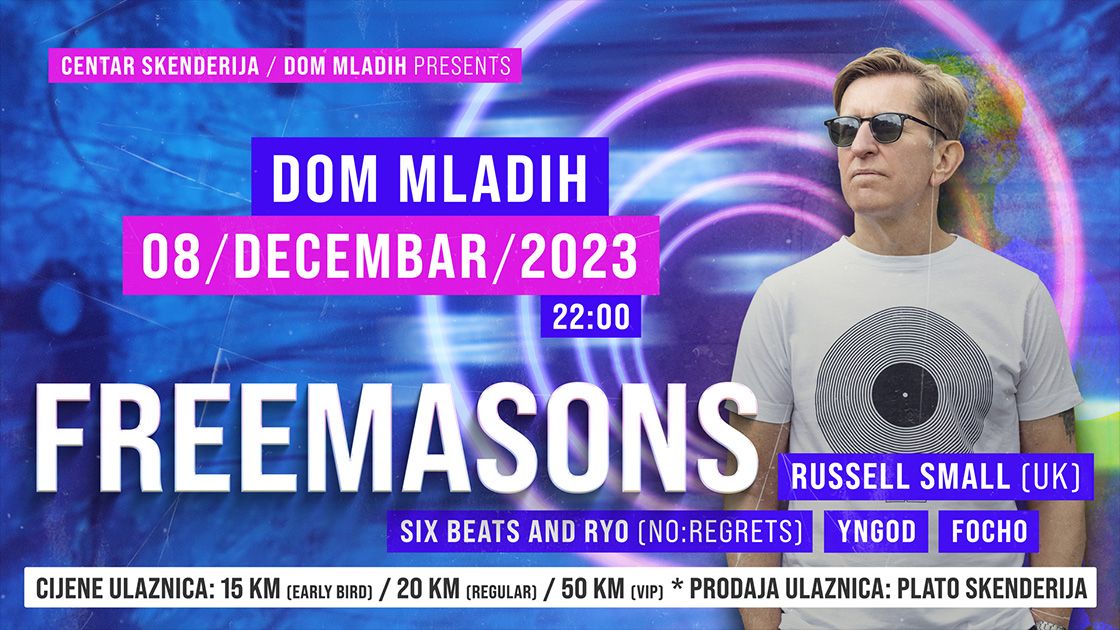 CENTAR SKENDERIJA / DOM MLADIH PRESENTS
DOM MLADIH
08/DECEMBAR/2023
22:00
FREEMASONS
RUSSELL SMALL (UK)
SIX BEATS AND RYO (NO:REGRETS) YNGOD FOCHO
CIJENE ULAZNICA: 15 KM (EARLY BIRD) / 20 KM (REGULAR) / 50 KM (VIP) * PRODAJA ULAZNICA: PLATO SKENDERIJA